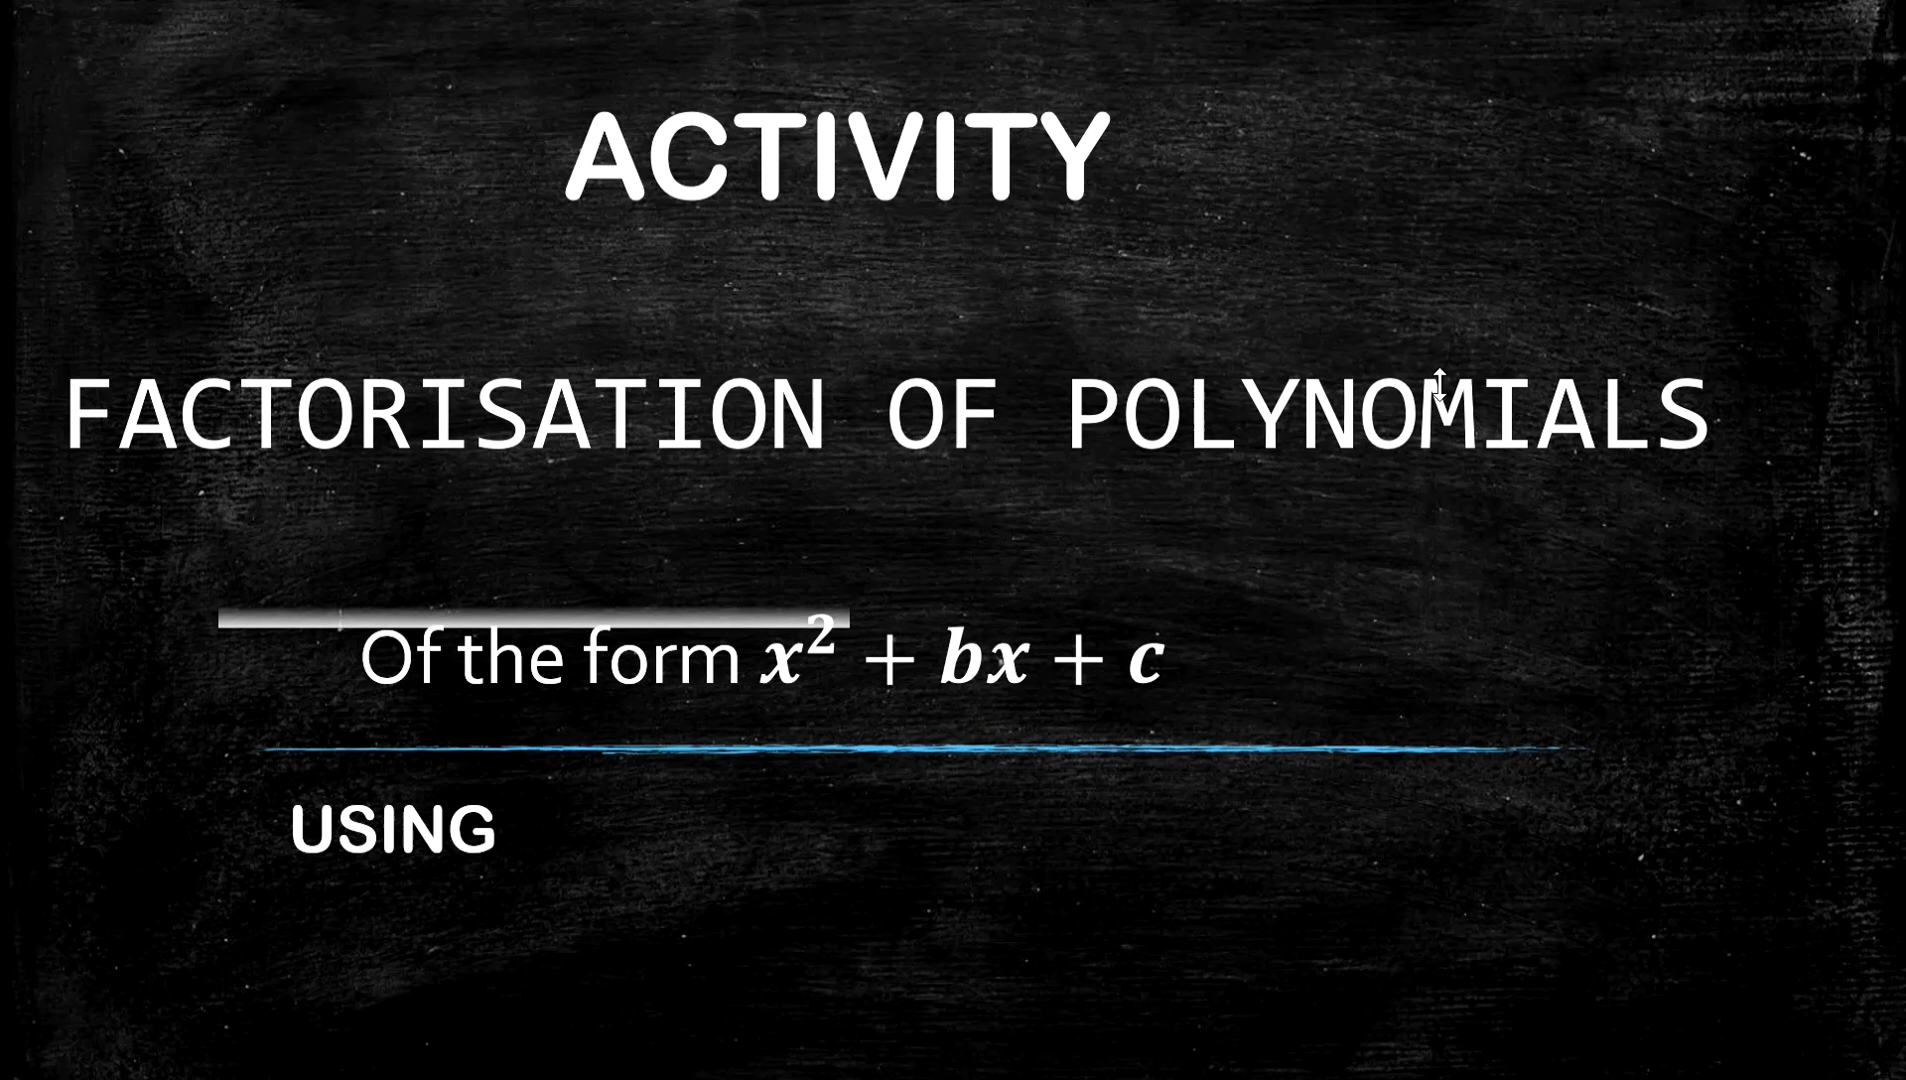 ACTIVITY
FACTORISATION OF POLYNOMIALS
Of the form x² + bx + c
USING